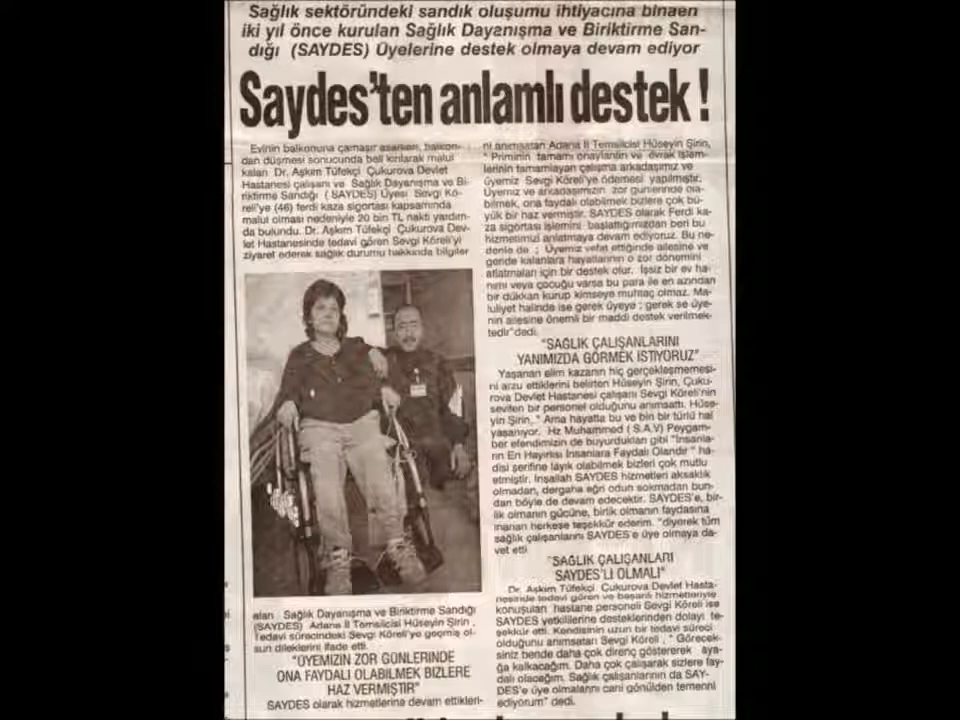 Sağlık sektöründeki sandık oluşumu ihtiyacına binaen
iki yıl önce kurulan Sağlık Dayanışma ve Biriktirme San-
dığı (SAYDES) Üyelerine destek olmaya devam ediyor
Saydes'ten anlamlı destek !
Evinin balkonuna çamaşır asarken, balkon-
dan düşmesi sonucunda beli kırılarak malul
kalan Dr. Aşkım Tüfekçi Çukurova Devlet
Hastanesi çalışanı ve Sağlık Dayanışma ve Bi-
riktirme Sandığı ( SAYDES) Üyesi Sevgi Kö-
reli'ye (46) ferdi kaza sigortası kapsamında
malul olması nedeniyle 20 bin TL nakti yardım-
da bulundu. Dr. Aşkım Tüfekçi Çukurova Dev-
let Hastanesinde tedavi gören Sevgi Köreli'yi
ziyaret ederek sağlık durumu hakkında bilgiler
alan Sağlık Dayanışma ve Biriktirme Sandığı
(SAYDES) Adana İl Temsilcisi Hüseyin Şirin ,
Tedavi sürecindeki Sevgi Köreli'ye geçmiş ol-
sun dileklerini ifade etti.
"ÜYEMİZİN ZOR GÜNLERİNDE
ONA FAYDALI OLABİLMEK BİZLERE
HAZ VERMİŞTİR"
SAYDES olarak hizmetlerine devam ettikleri-
ni anımsatan Adana İl Temsilcisi Hüseyin Şirin,
" Priminin tamamı onaylanan ve evrak işlem-
lerinin tamamlayan çalışma arkadaşımız ve
üyemiz Sevgi Köreli'ye ödemesi yapılmıştır.
Üyemiz ve arkadaşımızın zor günlerinde ola-
bilmek, ona faydalı olabilmek bizlere çok bü-
yük bir haz vermiştir. SAYDES olarak Ferdi ka-
za sigortası işlemini başlattığımızdan beri bu
hizmetimizi anlatmaya devam ediyoruz. Bu ne-
denle de ; Üyemiz vefat ettiğinde ailesine ve
geride kalanlara hayatlarının o zor dönemini
atlatmaları için bir destek olur. İşsiz bir ev ha-
nımı veya çocuğu varsa bu para ile en azından
bir dükkan kurup kimseye muhtaç olmaz. Ma-
luliyet halinde ise gerek üyeye ; gerek se üye-
nin ailesine önemli bir maddi destek verilmek-
tedir"dedi.
"SAĞLIK ÇALIŞANLARINI
YANIMIZDA GÖRMEK İSTİYORUZ"
Yaşanan elim kazanın hiç gerçekleşmemesi-
ni arzu ettiklerini belirten Hüseyin Şirin, Çuku-
rova Devlet Hastanesi çalışanı Sevgi Köreli'nin
sevilen bir personel olduğunu anımsattı. Hüse-
yin Şirin, " Ama hayatta bu ve bin bir türlü hal
yaşanıyor. Hz Muhammed ( S.A.V) Peygam-
ber efendimizin de buyurdukları gibi "İnsanla-
rın En Hayırlısı İnsanlara Faydalı Olandır " ha-
disi şerifine layık olabilmek bizleri çok mutlu
etmiştir. İnşallah SAYDES hizmetleri aksaklık
olmadan, dergaha eğri odun sokmadan bun-
dan böyle de devam edecektir. SAYDES'e, bir-
lik olmanın gücüne, birlik olmanın faydasına
inanan herkese teşekkür ederim. "diyerek tüm
sağlık çalışanlarını SAYDES'e üye olmaya da-
vet etti
"SAĞLIK ÇALIŞANLARI
SAYDES'Lİ OLMALI"
Dr. Aşkım Tüfekçi Çukurova Devlet Hasta-
nesinde tedavi gören ve başarılı hizmetleriyle
konuşulan hastane personeli Sevgi Köreli ise
SAYDES yetkililerine desteklerinden dolayı te-
şekkür etti. Kendisinin uzun bir tedavi süreci
olduğunu anımsatan Sevgi Köreli , " Görecek-
siniz bende daha çok direnç göstererek aya-
ğa kalkacağım. Daha çok çalışarak sizlere fay-
dalı olacağım. Sağlık çalışanlarının da SAY-
DES'e üye olmalarını cani gönülden temenni
ediyorum" dedi.